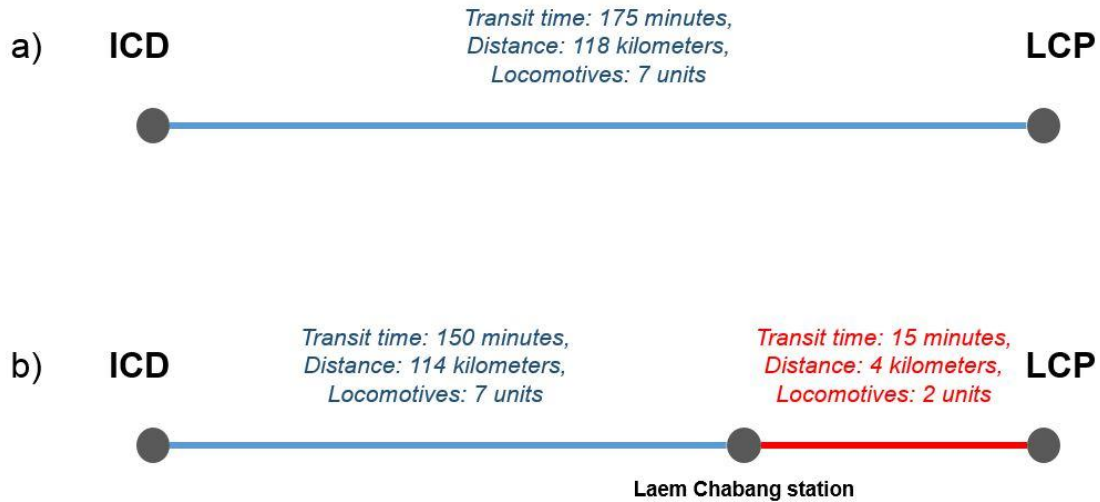 a)
ICD
Transit time: 175 minutes,
Distance: 118 kilometers,
Locomotives: 7 units
LCP
b)
ICD
Transit time: 150 minutes,
Distance: 114 kilometers,
Locomotives: 7 units
Transit time: 15 minutes,
Distance: 4 kilometers,
Locomotives: 2 units
LCP
Laem Chabang station